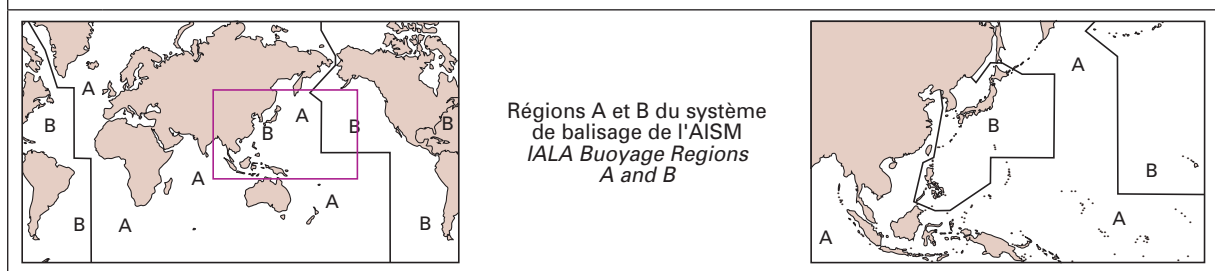 A
B
A
B
B
B
A
A
B
A
B
Régions A et B du système
de balisage de l'AISM
IALA Buoyage Regions
A and B
A
B
B
A
A